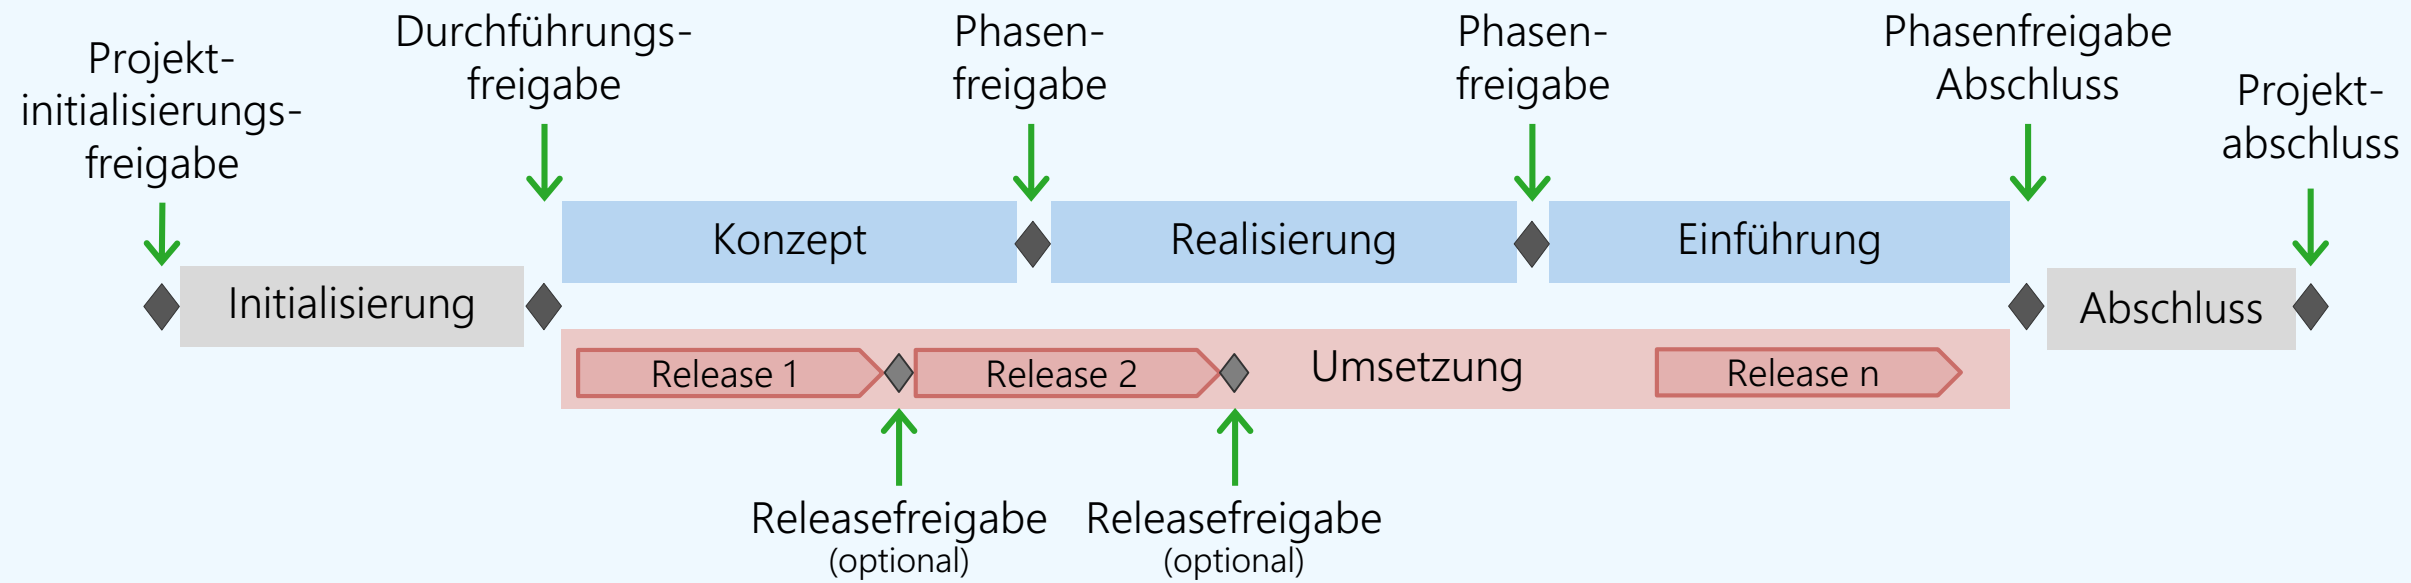 Projekt-
initialisierungs-
freigabe
Durchführungs-
freigabe
Phasen-
freigabe
Phasen-
freigabe
Phasenfreigabe
Abschluss
Projekt-
abschluss
Konzept
Realisierung
Einführung
Initialisierung
Abschluss
Release 1
Release 2
Umsetzung
Release n
Releasefreigabe
(optional)
Releasefreigabe
(optional)